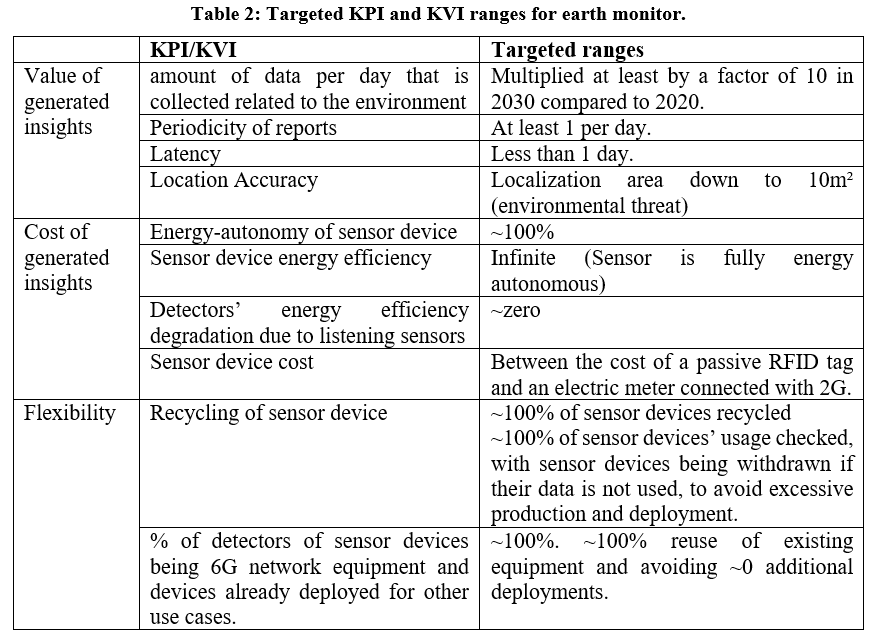 Table 2: Targeted KPI and KVI ranges for earth monitor.
KPI/KVI
Targeted ranges
Value of
generated
insights
amount of data per day that is
collected related to the environment
Multiplied at least by a factor of 10 in
2030 compared to 2020.
Periodicity of reports
At least 1 per day.
Latency
Less than 1 day.
Location Accuracy
Localization area down to 10m²
(environmental threat)
Cost of
generated
insights
Energy-autonomy of sensor device
~100%
Sensor device energy efficiency
Infinite (Sensor is fully energy
autonomous)
Detectors’ energy efficiency
degradation due to listening sensors
~zero
Sensor device cost
Between the cost of a passive RFID tag
and an electric meter connected with 2G.
Flexibility
Recycling of sensor device
~100% of sensor devices recycled
~100% of sensor devices’ usage checked,
with sensor devices being withdrawn if
their data is not used, to avoid excessive
production and deployment.
% of detectors of sensor devices
being 6G network equipment and
devices already deployed for other
use cases.
~100%. ~100% reuse of existing
equipment and avoiding ~0 additional
deployments.